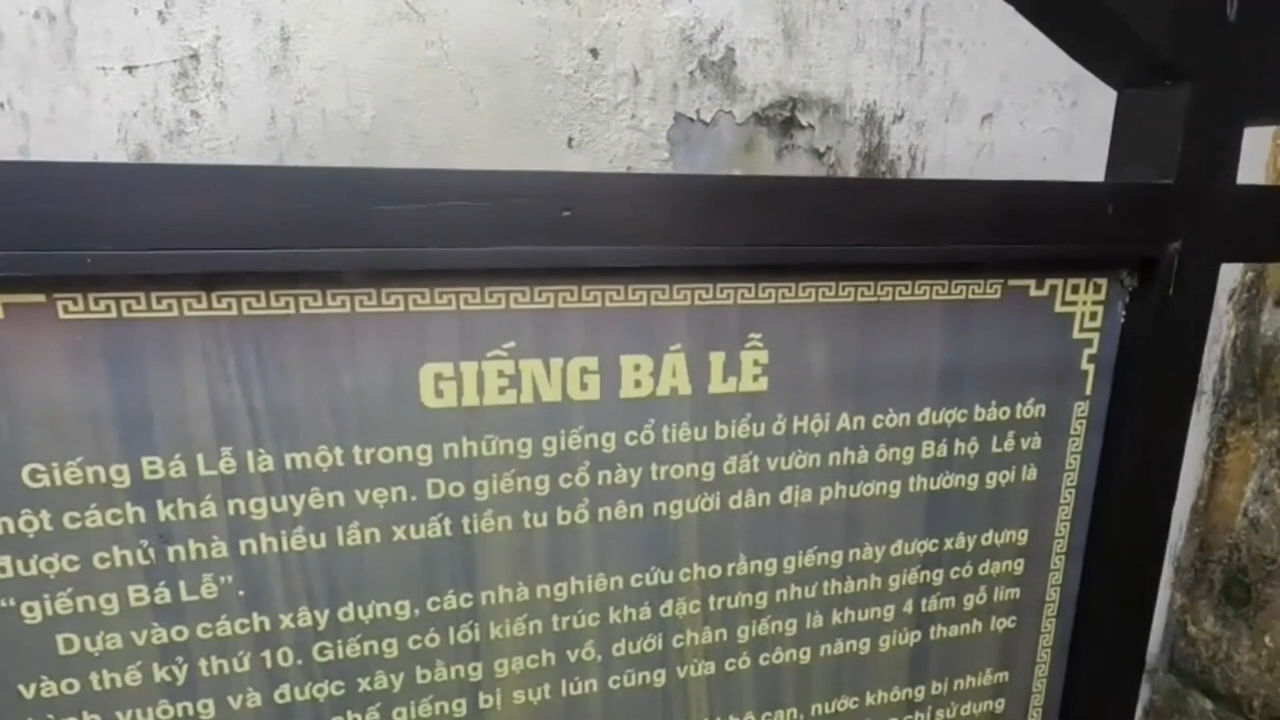 GIẾNG BÁ LỄ
Giếng Bá Lễ là một trong những giếng cổ tiêu biểu ở Hội An còn được bảo tồn
một cách khá nguyên vẹn. Do giếng cổ này trong đất vườn nhà ông Bá hộ Lễ và
được chủ nhà nhiều lần xuất tiền tu bổ nên người dân địa phương thường gọi là
“giếng Bá Lễ”.
Dựa vào cách xây dựng, các nhà nghiên cứu cho rằng giếng này được xây dựng
vào thế kỷ thứ 10. Giếng có lối kiến trúc khá đặc trưng như thành giếng có dạng
vuông và được xây bằng gạch vồ, dưới chân giếng là khung 4 tấm gỗ lim
giếng bị sụt lún cũng vừa có công năng giúp thanh lọc
cạn, nước không bị nhiễm
chỉ sử dụng